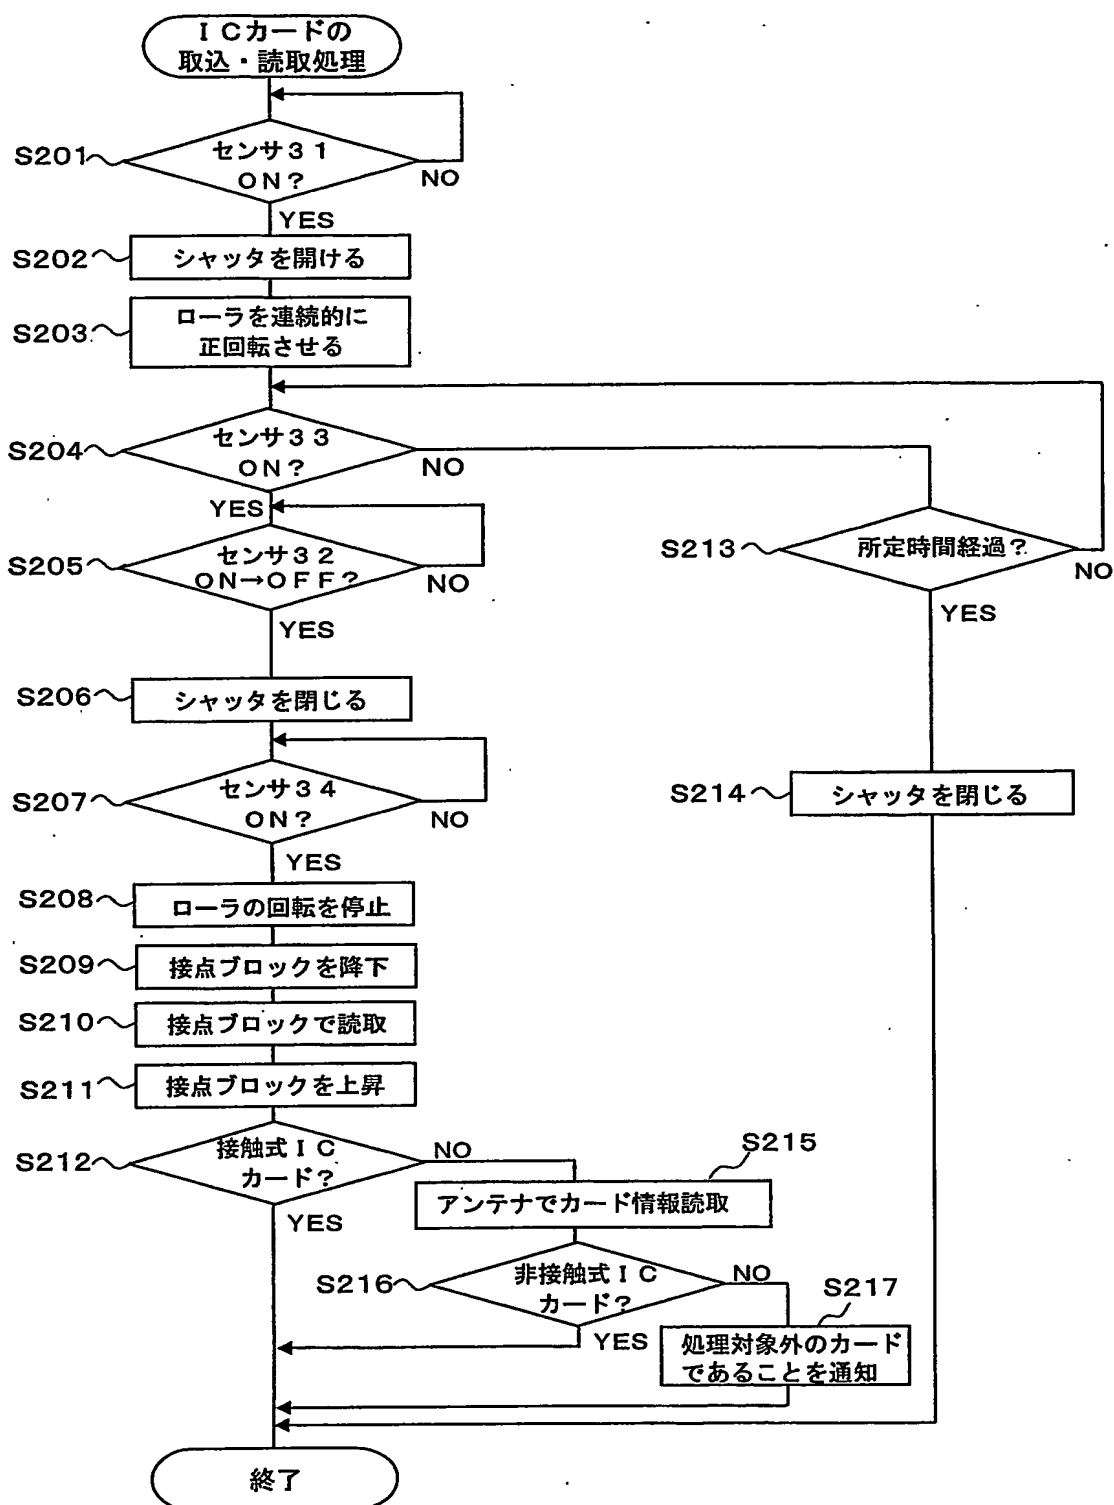 ＩＣカードの
取込・読取処理
S201
センサ３１
ＯＮ？
NO
YES
S202
シャッタを開ける
S203
ローラを連続的に
正回転させる
S204
センサ３３
ＯＮ？
NO
YES
S205
センサ３２
ＯＮ→ＯＦＦ？
NO
YES
S213
所定時間経過？
NO
YES
S206
シャッタを閉じる
S207
センサ３４
ＯＮ？
NO
YES
S214
シャッタを閉じる
S208
ローラの回転を停止
S209
接点ブロックを降下
S210
接点ブロックで読取
S211
接点ブロックを上昇
S212
接触式ＩＣ
カード？
NO
YES
S215
アンテナでカード情報読取
S216
非接触式ＩＣ
カード？
NO
YES
S217
処理対象外のカード
であることを通知
終了